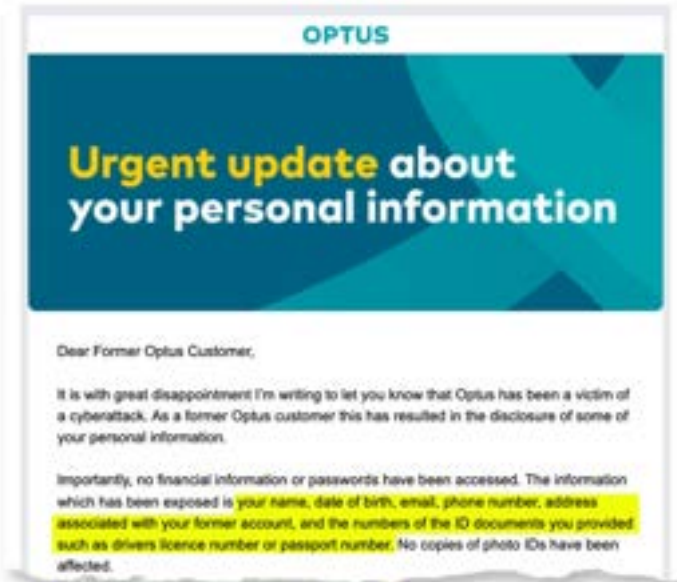 OPTUS
Urgent update about
your personal information
Dear Former Optus Customer,
It is with great disappointment I'm writing to let you know that Optus has been a victim of
a cyberattack. As a former Optus customer this has resulted in the disclosure of some of
your personal information.
Importantly, no financial information or passwords have been accessed. The information
which has been exposed is your name, date of birth, email, phone number, address
associated with your former account, and the numbers of the ID documents you provided
such as drivers licence number or passport number. No copies of photo IDs have been
affected.